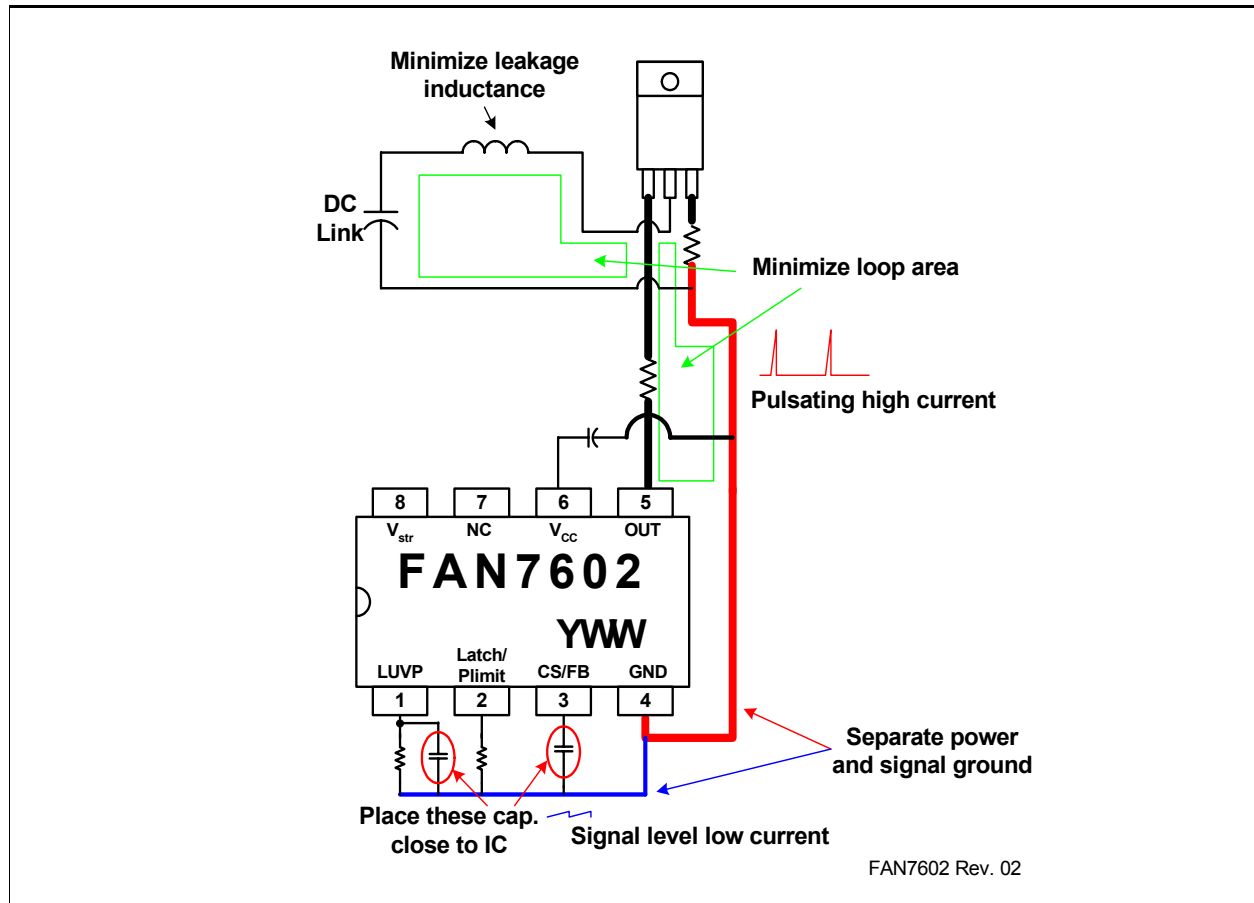 Minimize leakage
inductance
DC
Link
Minimize loop area
Pulsating high current
8
7
6
5
Vstr
NC
VCC
OUT
FAN7602
YWW
LUVP
Latch/
Plimit
CS/FB
GND
1
2
3
4
Separate power
and signal ground
Place these cap.
close to IC
Signal level low current
FAN7602 Rev. 02